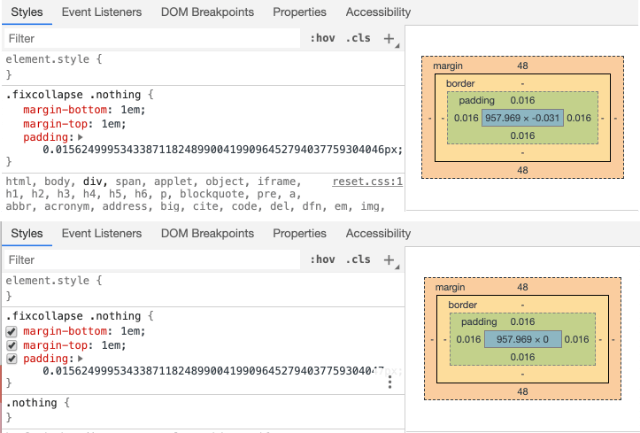 Styles Event Listeners DOM Breakpoints Properties Accessibility
Filter :hov .cls +
element.style {
}
.fixcollapse .nothing {
margin-bottom: 1em;
margin-top: 1em;
padding:
0.01562499953433871182489900419909645279403775930 4046px;
}
html, body, div, span, applet, object, iframe, reset.css:1
h1, h2, h3, h4, h5, h6, p, blockquote, pre, a,
abbr, acronym, address, big, cite, code, del, dfn, em, img,
margin 48
border -
padding 0.016
- - 0.016 957.969 × -0.031 0.016 - -
0.016
-
48
Styles Event Listeners DOM Breakpoints Properties Accessibility
Filter :hov .cls +
element.style {
}
.fixcollapse .nothing {
margin-bottom: 1em;
margin-top: 1em;
padding:
0.015624999534338711824899004199096452794037759304047px;
}
.nothing {
}
margin 48
border -
padding 0.016
- - 0.016 957.969 × 0 0.016 - -
0.016
-
48